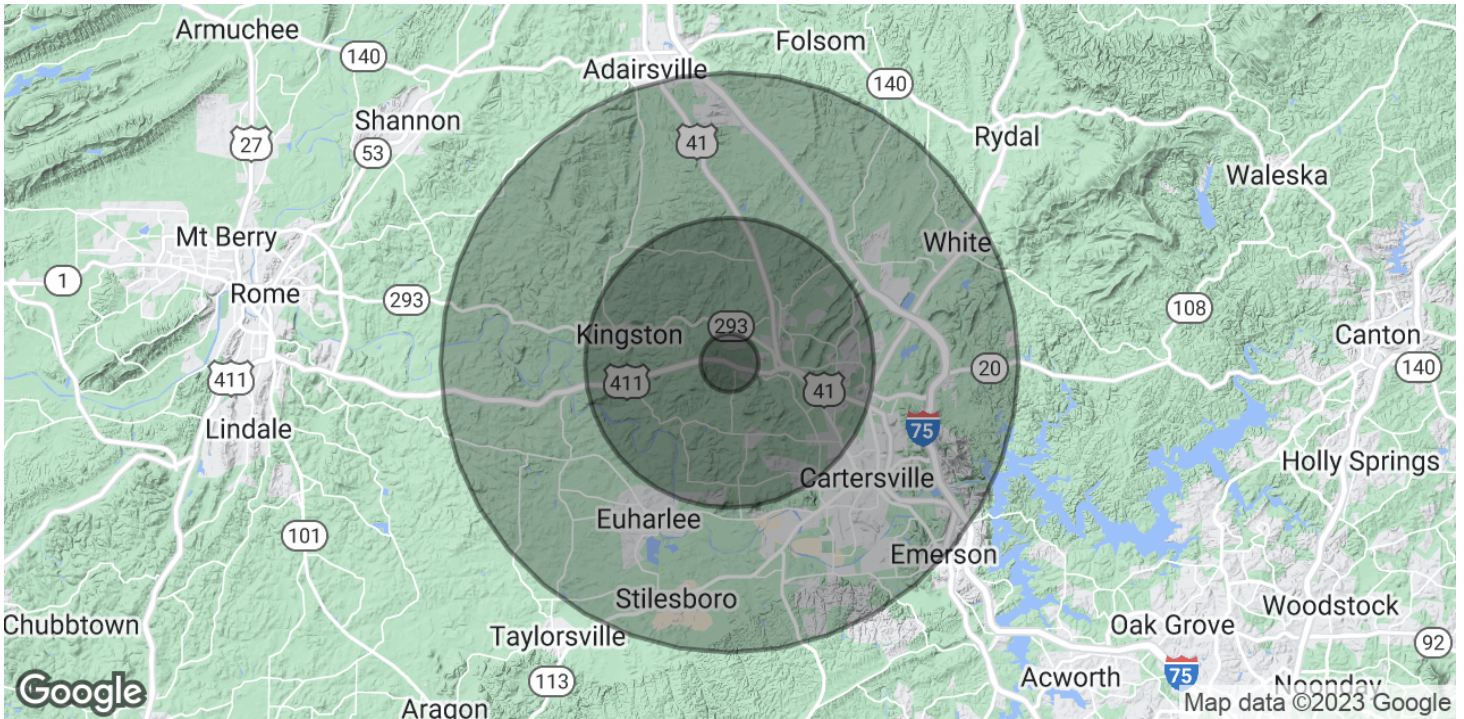 Armuchee
Folsom
140
Adairsville
140
Shannon
41
Rydal
27
53
Waleska
Mt Berry
White
1
Rome
293
108
293
Kingston
Canton
411
411
41
20
140
Lindale
75
Holly Springs
Cartersville
Euharlee
101
Emerson
Stilesboro
Woodstock
Chubbtown
Taylorsville
Oak Grove
92
113
Acworth
75
Noonday
Google
Aragon
Map data ©2023 Google